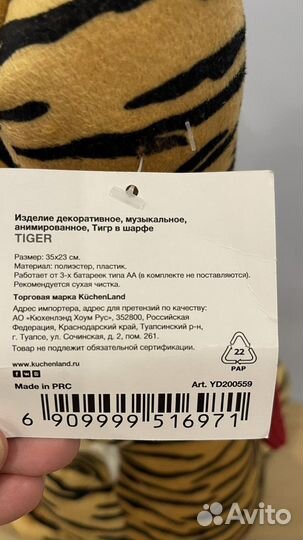 Изделие декоративное, музыкальное,
анимированное, Тигр в шарфе
TIGER
Размер: 35x23 см.
Материал: полиэстер, пластик.
Работает от 3-х батареек типа АА (в комплекте не поставляются).
Рекомендуется сухая чистка.
Торговая марка KüchenLand
Адрес импортера, адрес для претензий по качеству:
АО «Кюхенлэнд Хоум Рус», 352800, Российская
Федерация, Краснодарский край, Туапсинский р-н,
г. Туапсе, ул. Сочинская, д. 2, пом. 261.
Товар не подлежит обязательной сертификации.
www.kuchenland.ru
22
PAP
Made in PRC
Art. YD200559
6 909999 516971
Avito